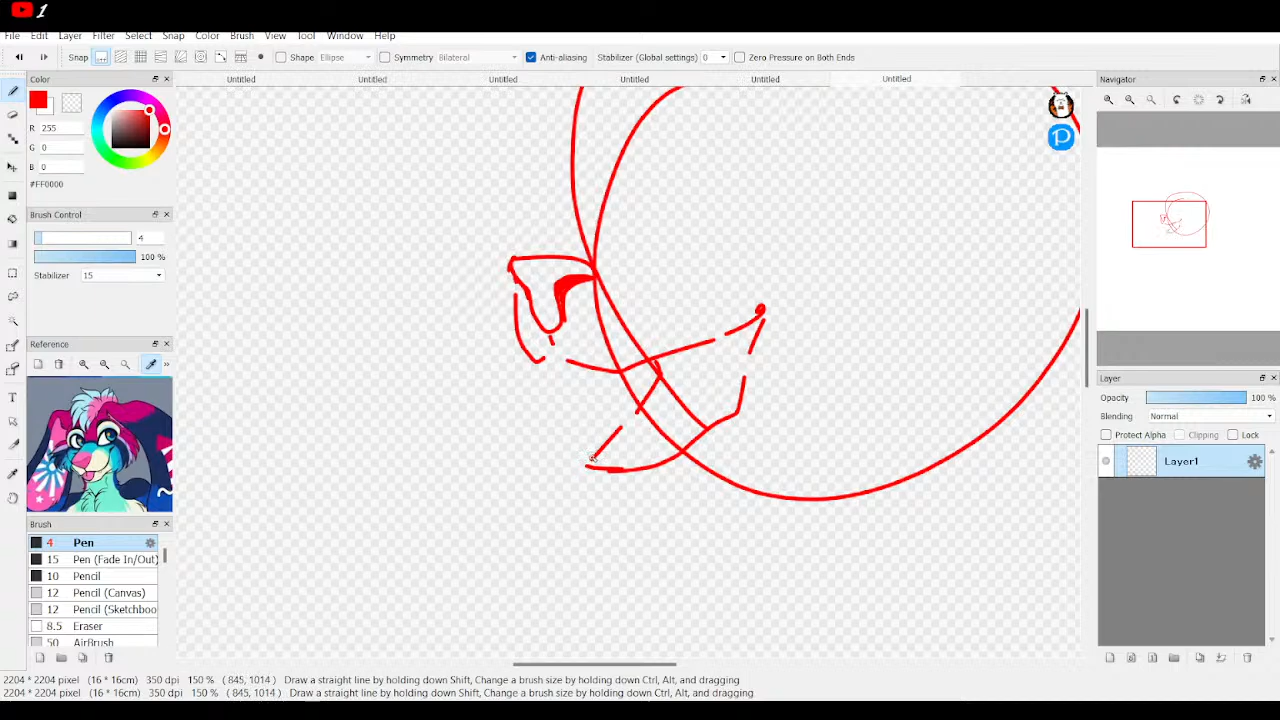 1
File Edit Layer Filter Select Snap Color Brush View Tool Window Help
Snap Shape Ellipse Symmetry Bilateral Anti-aliasing Stabilizer (Global settings) 0 Zero Pressure on Both Ends
Color
Untitled Untitled Untitled Untitled Untitled Untitled
Navigator
R 255
G 0
B 0
#FF0000
Brush Control
4
100 %
Stabilizer 15
Reference
Layer
Opacity 100 %
Blending Normal
Protect Alpha Clipping Lock
Layer1
Brush
4 Pen
15 Pen (Fade In/Out)
10 Pencil
12 Pencil (Canvas)
12 Pencil (Sketchboo
8.5 Eraser
50 AirBrush
2204 * 2204 pixel (16 * 16cm) 350 dpi 150 % ( 845, 1014 ) Draw a straight line by holding down Shift, Change a brush size by holding down Ctrl, Alt, and dragging
2204 * 2204 pixel (16 * 16cm) 350 dpi 150 % ( 845, 1014 ) Draw a straight line by holding down Shift, Change a brush size by holding down Ctrl, Alt, and dragging